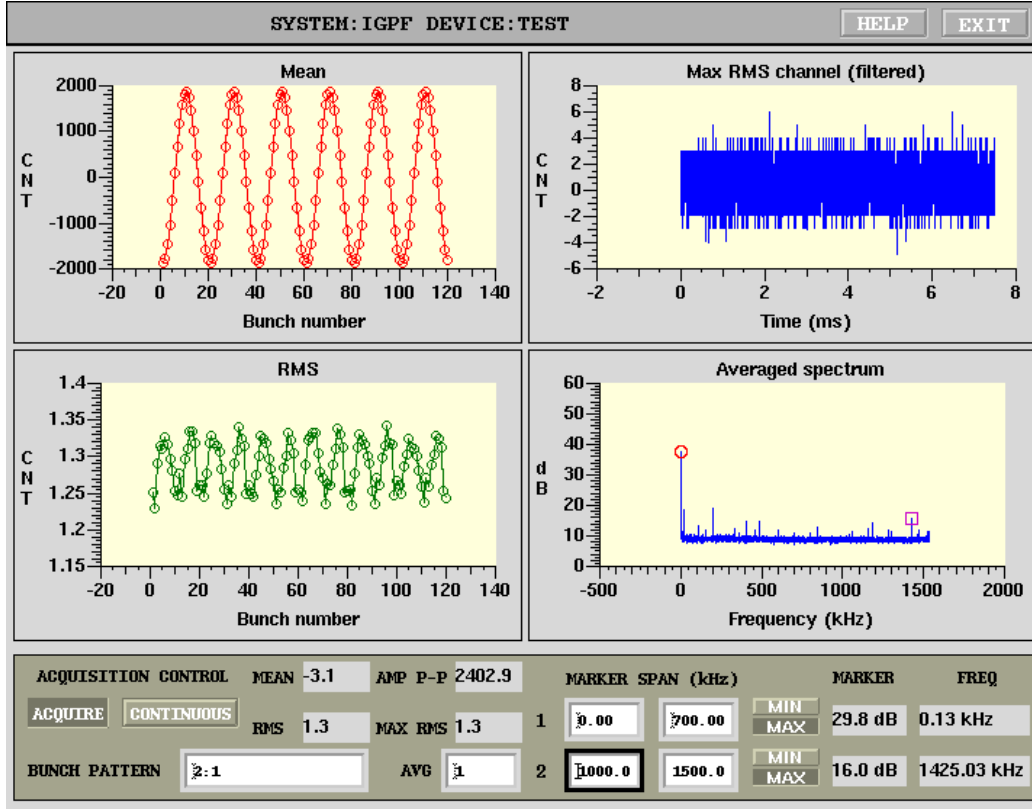 SYSTEM:IGPF DEVICE:TEST
HELP
EXIT
Mean
2000
1000
0
-1000
-2000
C
N
T
-20 0 20 40 60 80 100 120 140
Bunch number
Max RMS channel (filtered)
8
6
4
2
0
-2
-4
-6
C
N
T
-2 0 2 4 6 8
Time (ms)
RMS
1.4
1.35
1.3
1.25
1.2
1.15
C
N
T
-20 0 20 40 60 80 100 120 140
Bunch number
Averaged spectrum
60
50
40
30
20
10
0
d
B
-500 0 500 1000 1500 2000
Frequency (kHz)
ACQUISITION CONTROL
ACQUIRE
CONTINUOUS
MEAN -3.1
AMP P-P 2402.9
RMS 1.3
MAX RMS 1.3
BUNCH PATTERN 2:1
AVG 1
MARKER SPAN (kHz)
MARKER
FREQ
1 0.00 700.00 MIN MAX 29.8 dB 0.13 kHz
2 1000.0 1500.0 MIN MAX 16.0 dB 1425.03 kHz